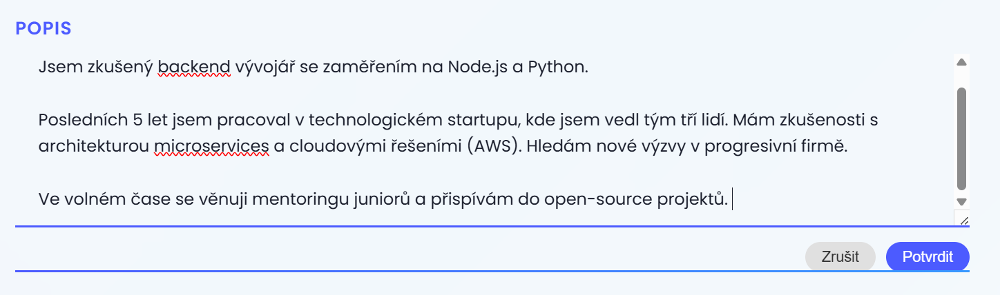 POPIS
Jsem zkušený backend vývojář se zaměřením na Node.js a Python.
Posledních 5 let jsem pracoval v technologickém startupu, kde jsem vedl tým tří lidí. Mám zkušenosti s
architekturou microservices a cloudovými řešeními (AWS). Hledám nové výzvy v progresivní firmě.
Ve volném čase se věnuji mentoringu juniorů a přispívám do open-source projektů.
Zrušit Potvrdit